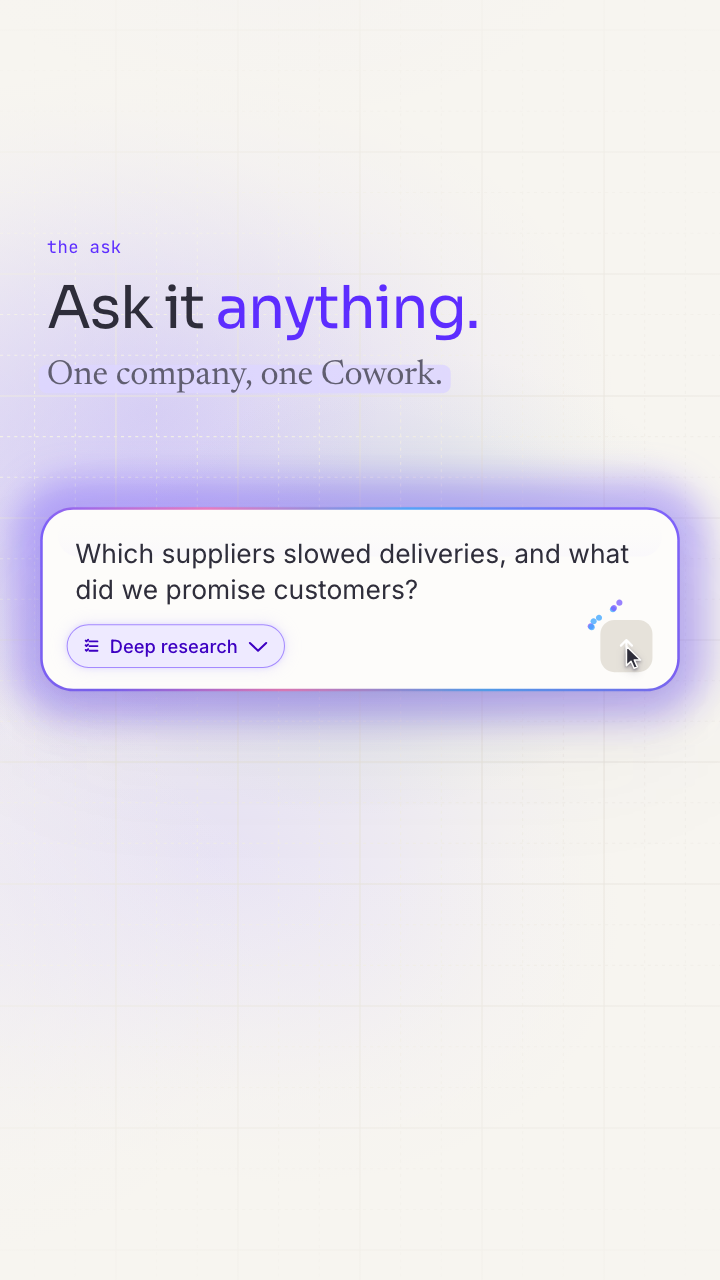 the ask
Ask it anything.
One company, one Cowork.
Which suppliers slowed deliveries, and what
did we promise customers?
Deep research